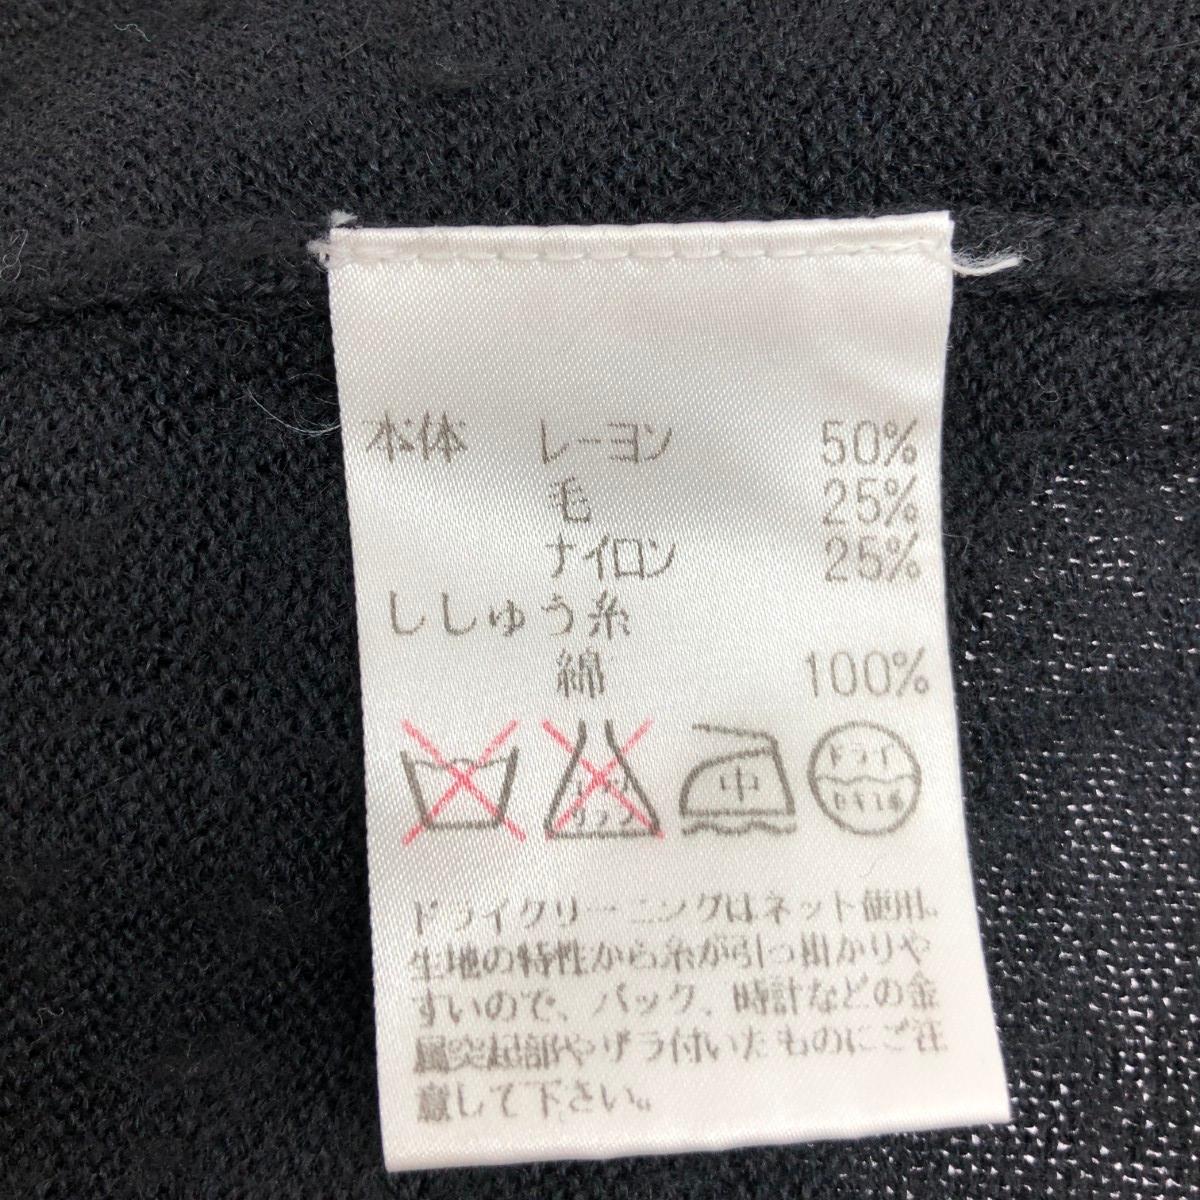 本体 レーヨン 50%
毛 25%
ナイロン 25%
ししゅう糸
綿 100%
中 ドライ
セキユ系
ドライクリーニングはネット使用。
生地の特性から糸が引っ掛かりや
すいので、バック、時計などの金
属突起部やザラ付いたものにご注
意して下さい。